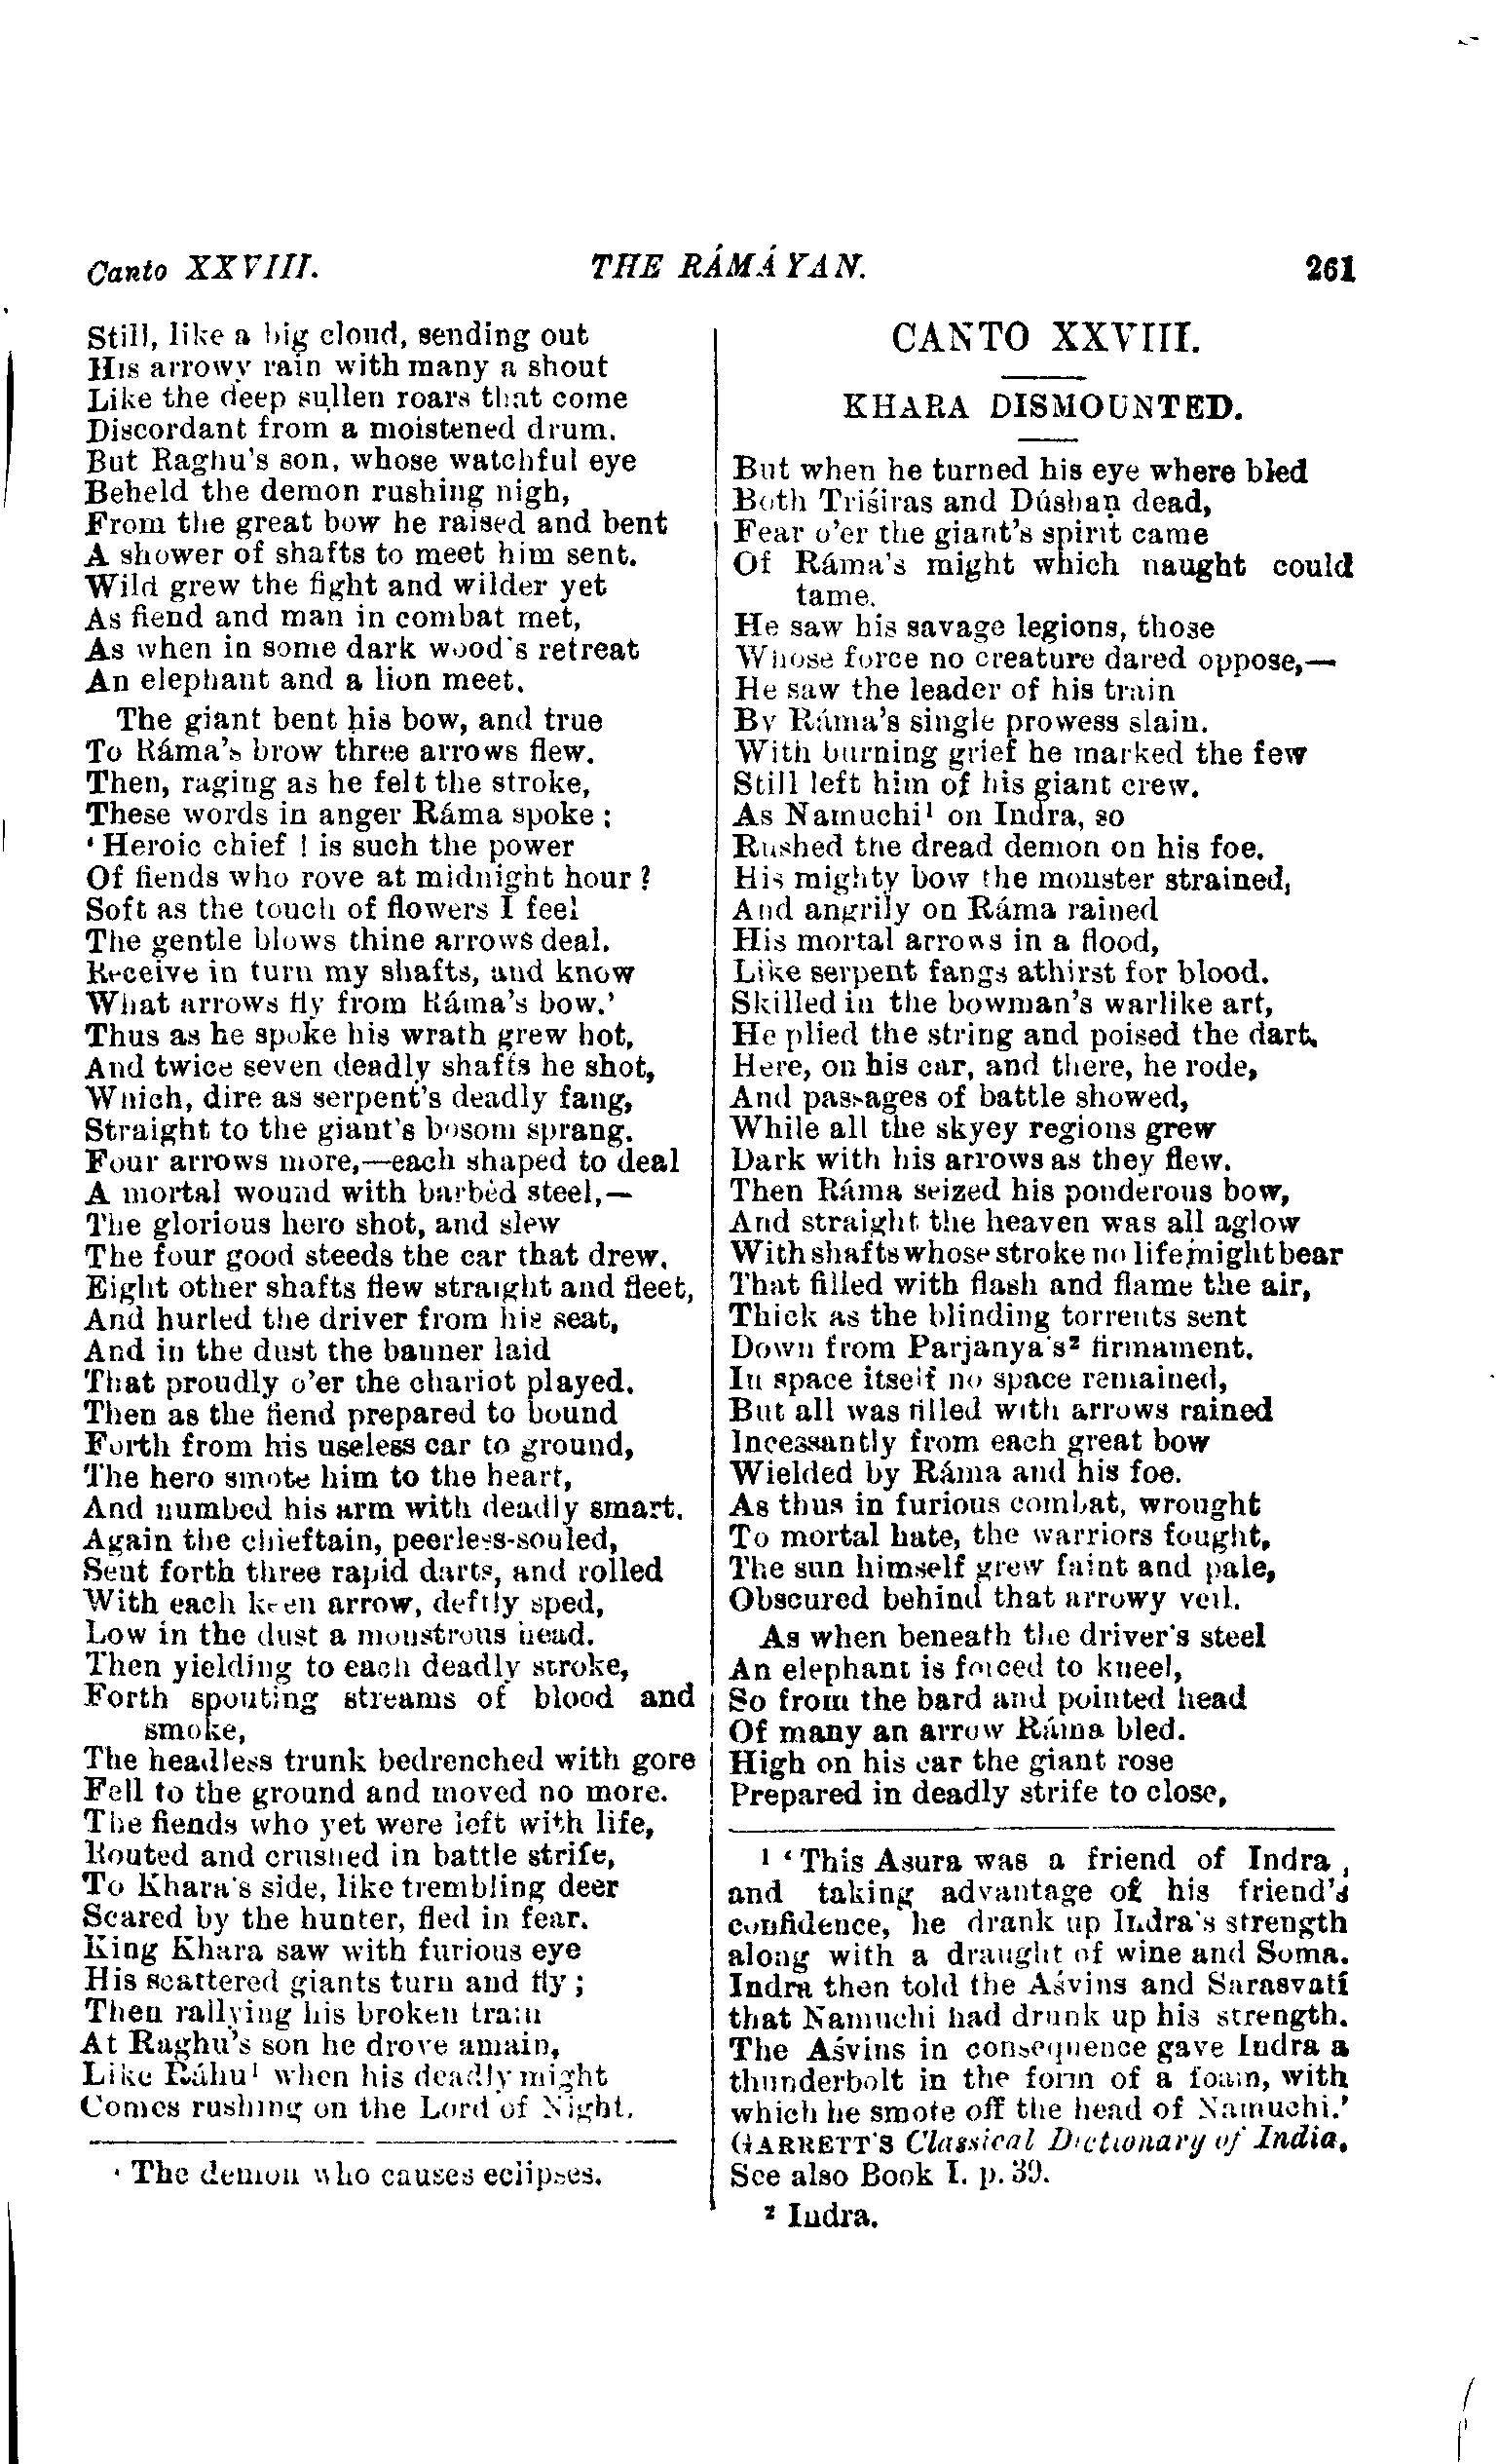 Canto XXVIII.
THE RÁMÁYAN.
261
Still, like a big cloud, sending out
His arrowy rain with many a shout
Like the deep sullen roars that come
Discordant from a moistened drum.
But Raghu's son, whose watchful eye
Beheld the demon rushing nigh,
From the great bow he raised and bent
A shower of shafts to meet him sent.
Wild grew the fight and wilder yet
As fiend and man in combat met,
As when in some dark wood's retreat
An elephant and a lion meet.
The giant bent his bow, and true
To Ráma's brow three arrows flew.
Then, raging as he felt the stroke,
These words in anger Ráma spoke:
'Heroic chief! is such the power
Of fiends who rove at midnight hour?
Soft as the touch of flowers I feel
The gentle blows thine arrows deal.
Receive in turn my shafts, and know
What arrows fly from Ráma's bow.'
Thus as he spoke his wrath grew hot,
And twice seven deadly shafts he shot,
Which, dire as serpent's deadly fang,
Straight to the giant's bosom sprang.
Four arrows more,—each shaped to deal
A mortal wound with barbèd steel,—
The glorious hero shot, and slew
The four good steeds the car that drew.
Eight other shafts flew straight and fleet,
And hurled the driver from his seat,
And in the dust the banner laid
That proudly o'er the chariot played.
Then as the fiend prepared to bound
Forth from his useless car to ground,
The hero smote him to the heart,
And numbed his arm with deadly smart.
Again the chieftain, peerless-souled,
Sent forth three rapid darts, and rolled
With each keen arrow, deftly sped,
Low in the dust a monstrous head.
Then yielding to each deadly stroke,
Forth spouting streams of blood and
smoke,
The headless trunk bedrenched with gore
Fell to the ground and moved no more.
The fiends who yet were left with life,
Routed and crushed in battle strife,
To Khara's side, like trembling deer
Scared by the hunter, fled in fear.
King Khara saw with furious eye
His scattered giants turn and fly;
Then rallying his broken train
At Raghu's son he drove amain,
Like Ráhu¹ when his deadly might
Comes rushing on the Lord of Night.
¹ The demon who causes eclipses.
CANTO XXVIII.
KHARA DISMOUNTED.
But when he turned his eye where bled
Both Triśiras and Dúshaṇ dead,
Fear o'er the giant's spirit came
Of Ráma's might which naught could
tame.
He saw his savage legions, those
Whose force no creature dared oppose,—
He saw the leader of his train
By Ráma's single prowess slain.
With burning grief he marked the few
Still left him of his giant crew.
As Namuchi¹ on Indra, so
Rushed the dread demon on his foe.
His mighty bow the monster strained,
And angrily on Ráma rained
His mortal arrows in a flood,
Like serpent fangs athirst for blood.
Skilled in the bowman's warlike art,
He plied the string and poised the dart.
Here, on his car, and there, he rode,
And passages of battle showed,
While all the skyey regions grew
Dark with his arrows as they flew.
Then Ráma seized his ponderous bow,
And straight the heaven was all aglow
With shafts whose stroke no life might bear
That filled with flash and flame the air,
Thick as the blinding torrents sent
Down from Parjanya's² firmament.
In space itself no space remained,
But all was filled with arrows rained
Incessantly from each great bow
Wielded by Ráma and his foe.
As thus in furious combat, wrought
To mortal hate, the warriors fought,
The sun himself grew faint and pale,
Obscured behind that arrowy veil.
As when beneath the driver's steel
An elephant is forced to kneel,
So from the bard and pointed head
Of many an arrow Ráma bled.
High on his car the giant rose
Prepared in deadly strife to close,
¹ 'This Asura was a friend of Indra,
and taking advantage of his friend's
confidence, he drank up Indra's strength
along with a draught of wine and Soma.
Indra then told the Aśvins and Sarasvatí
that Namuchi had drunk up his strength.
The Aśvins in consequence gave Indra a
thunderbolt in the form of a foam, with
which he smote off the head of Namuchi.'
GARRETT'S Classical Dictionary of India.
See also Book I. p. 39.
² Indra.